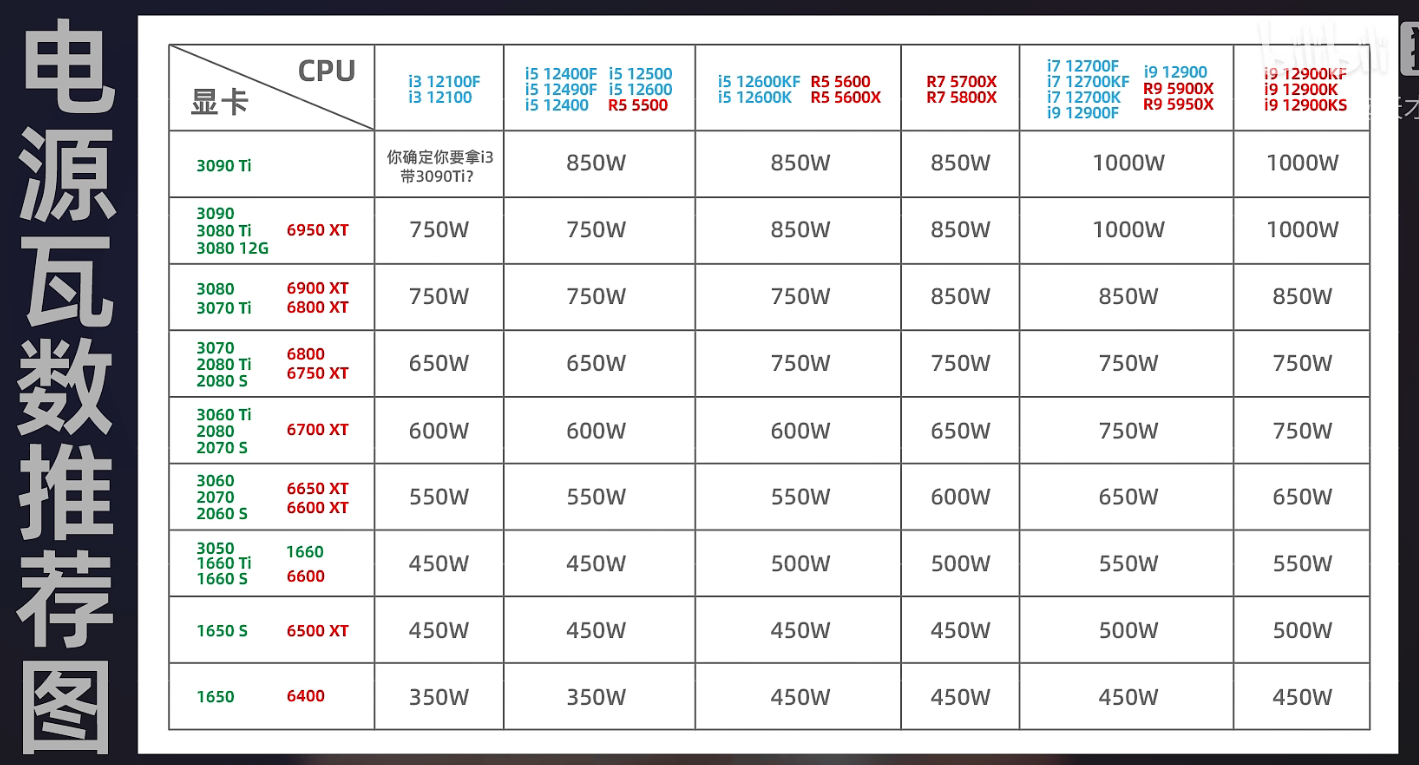 电源瓦数推荐图
bilibili
CPU
显卡
i3 12100F
i3 12100
i5 12400F i5 12500
i5 12490F i5 12600
i5 12400 R5 5500
i5 12600KF R5 5600
i5 12600K R5 5600X
R7 5700X
R7 5800X
i7 12700F
i7 12700KF
i7 12700K
i9 12900F
i9 12900
R9 5900X
R9 5950X
i9 12900KF
i9 12900K
i9 12900KS
3090 Ti
你确定你要拿i3
带3090Ti?
850W 850W 850W 1000W 1000W
3090
3080 Ti 6950 XT
3080 12G
750W 750W 850W 850W 1000W 1000W
3080 6900 XT
3070 Ti 6800 XT
750W 750W 750W 850W 850W 850W
3070
2080 Ti
2080 S
6800
6750 XT
650W 650W 750W 750W 750W 750W
3060 Ti
2080 6700 XT
2070 S
600W 600W 600W 650W 750W 750W
3060
2070
2060 S
6650 XT
6600 XT
550W 550W 550W 600W 650W 650W
3050
1660 Ti
1660 S
1660
6600
450W 450W 500W 500W 550W 550W
1650 S 6500 XT 450W 450W 450W 450W 500W 500W
1650 6400 350W 350W 450W 450W 450W 450W